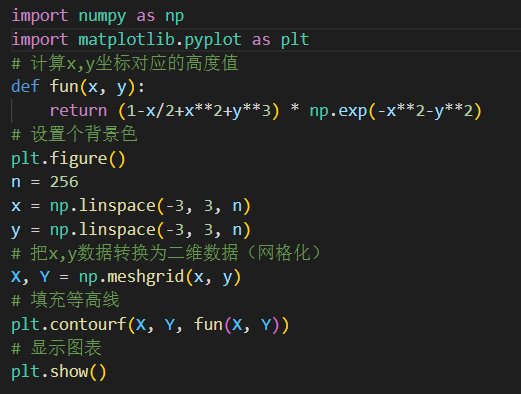 import numpy as np
import matplotlib.pyplot as plt
# 计算x,y坐标对应的高度值
def fun(x, y):
    return (1-x/2+x**2+y**3) * np.exp(-x**2-y**2)
# 设置个背景色
plt.figure()
n = 256
x = np.linspace(-3, 3, n)
y = np.linspace(-3, 3, n)
# 把x,y数据转换为二维数据（网格化）
X, Y = np.meshgrid(x, y)
# 填充等高线
plt.contourf(X, Y, fun(X, Y))
# 显示图表
plt.show()